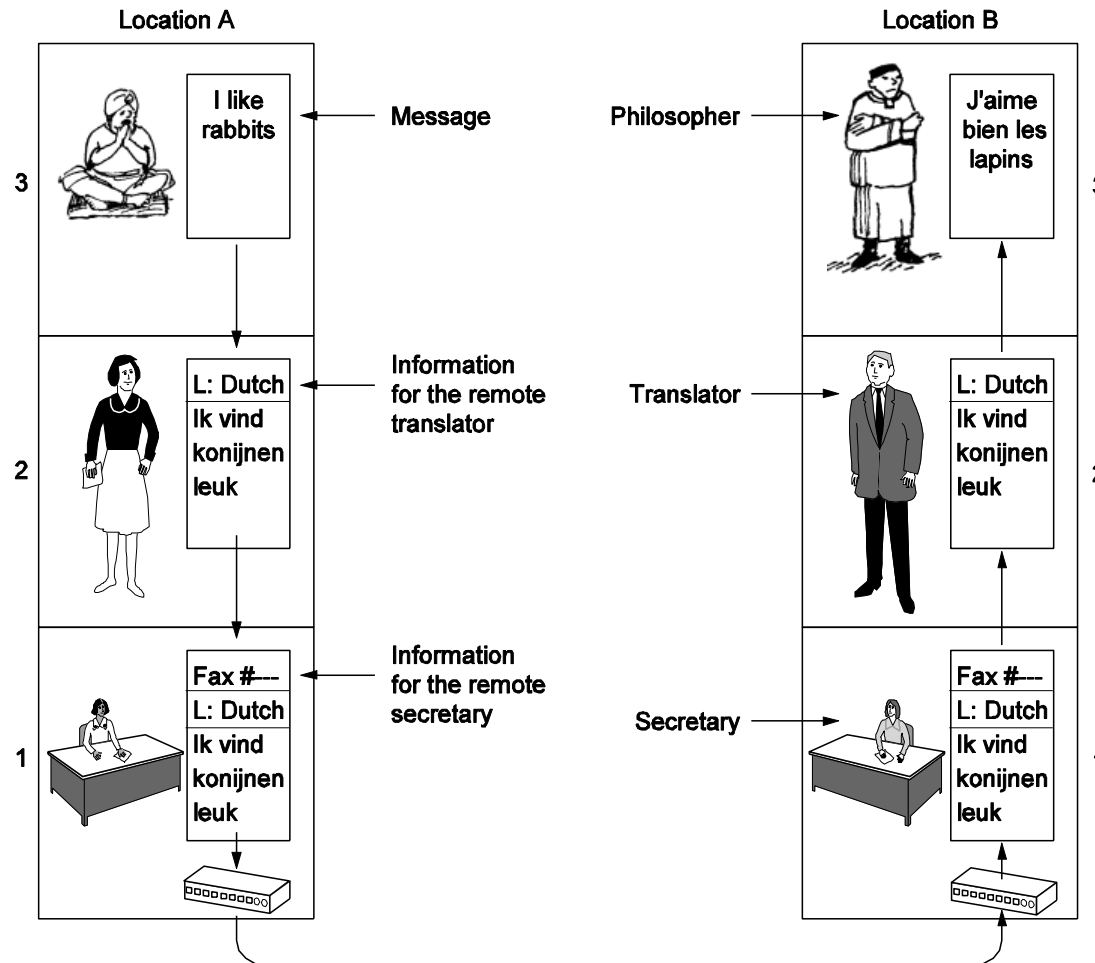 Location A
Location B
I like
rabbits
Message
Philosopher
J'aime
bien les
lapins
3
3
L: Dutch
Ik vind
konijnen
leuk
Information
for the remote
translator
Translator
L: Dutch
Ik vind
konijnen
leuk
2
2
Fax #---
L: Dutch
Ik vind
konijnen
leuk
Information
for the remote
secretary
Secretary
Fax #---
L: Dutch
Ik vind
konijnen
leuk
1